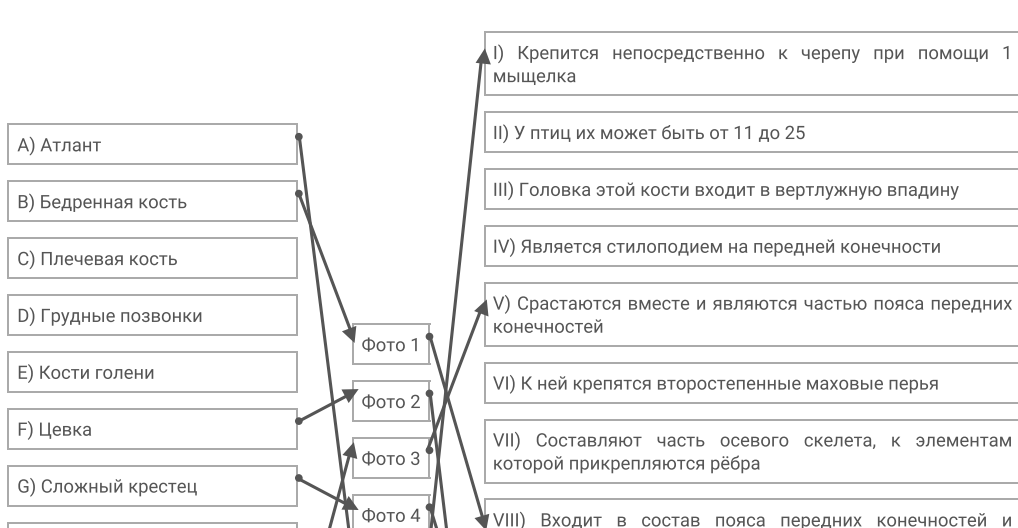 A) Атлант
B) Бедренная кость
C) Плечевая кость
D) Грудные позвонки
E) Кости голени
F) Цевка
G) Сложный крестец
Фото 1
Фото 2
Фото 3
Фото 4
I) Крепится непосредственно к черепу при помощи 1
мыщелка
II) У птиц их может быть от 11 до 25
III) Головка этой кости входит в вертлужную впадину
IV) Является стилоподием на передней конечности
V) Срастаются вместе и являются частью пояса передних
конечностей
VI) К ней крепятся второстепенные маховые перья
VII) Составляют часть осевого скелета, к элементам
которой прикрепляются рёбра
VIII) Входит в состав пояса передних конечностей и